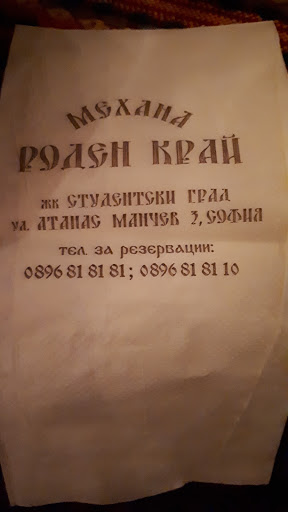 МЕХАНА
РОДЕН КРАЙ
жк СТУДЕНТСКИ ГРАД
ул. АТАНАС МАНЧЕВ 3, СОФИЯ
тел. за резервации:
0896 81 81 81; 0896 81 81 10